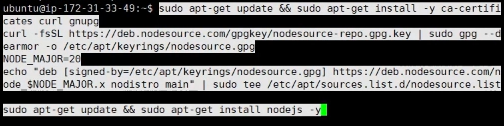 ubuntu@ip-172-31-33-49:~$ sudo apt-get update && sudo apt-get install -y ca-certifi
cates curl gnupg
curl -fsSL https://deb.nodesource.com/gpgkey/nodesource-repo.gpg.key | sudo gpg --d
earmor -o /etc/apt/keyrings/nodesource.gpg
NODE_MAJOR=20
echo "deb [signed-by=/etc/apt/keyrings/nodesource.gpg] https://deb.nodesource.com/n
ode_$NODE_MAJOR.x nodistro main" | sudo tee /etc/apt/sources.list.d/nodesource.list
sudo apt-get update && sudo apt-get install nodejs -y